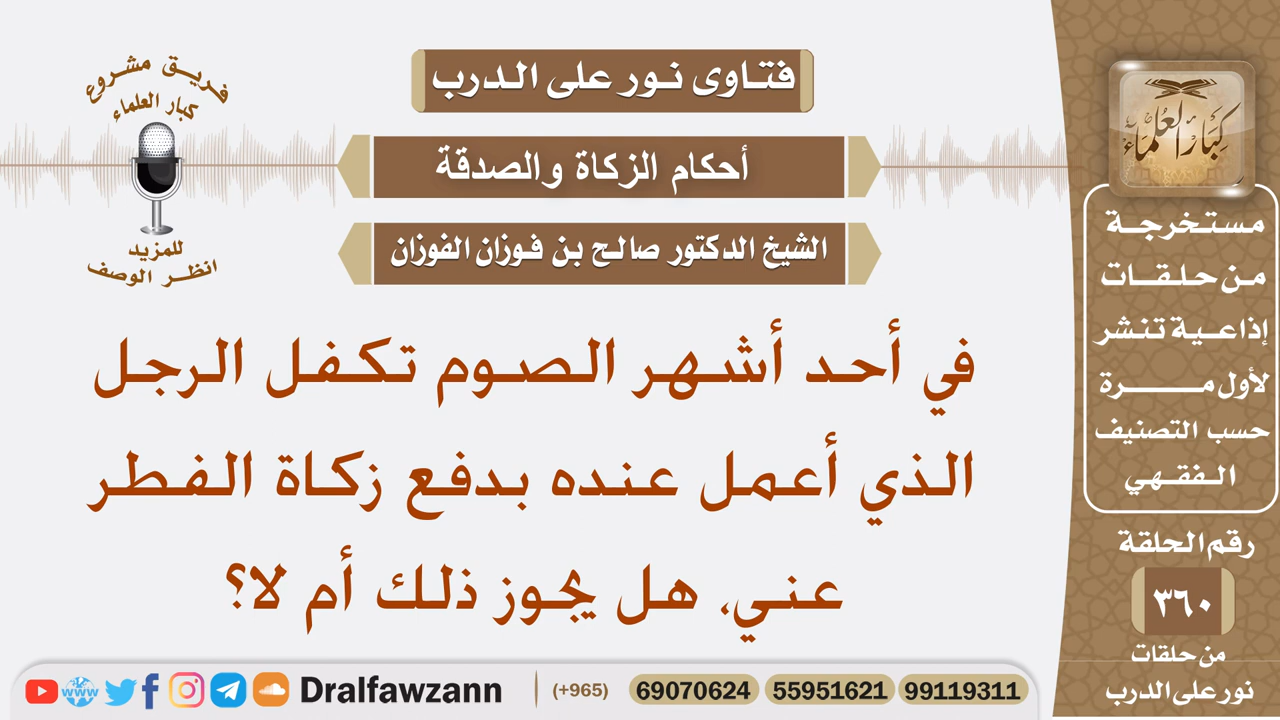 فريق مشروع
كبار العلماء
للمزيد
انظر الوصف
فتاوى نور على الدرب
أحكام الزكاة والصدقة
الشيخ الدكتور صالح بن فوزان الفوزان
في أحد أشهر الصوم تكفل الرجل
الذي أعمل عنده بدفع زكاة الفطر
عني، هل يجوز ذلك أم لا؟
كبار العلماء
مستخرجة
من حلقات
إذاعية تنشر
لأول مرة
حسب التصنيف
الفقهي
رقم الحلقة
٣٦٠
من حلقات
نور على الدرب
www
Dralfawzann
(+965)
69070624
55951621
99119311